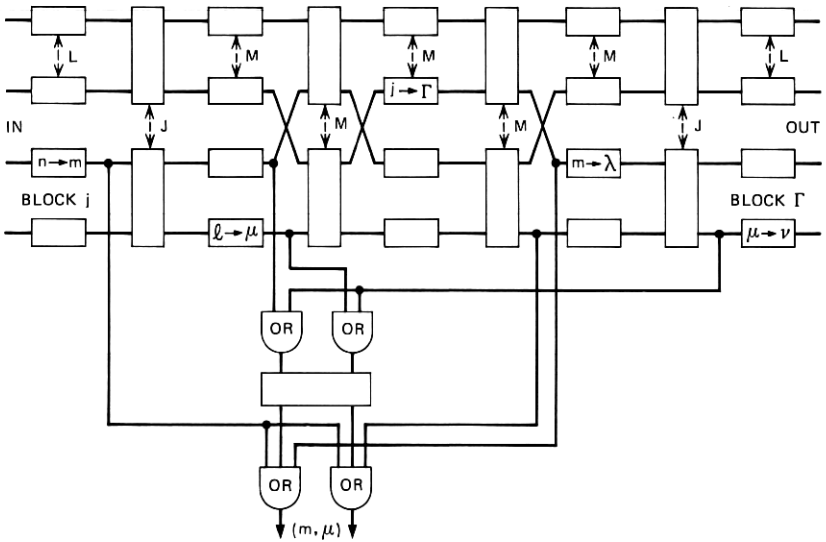 L M M M L
J M j→Γ M J
IN OUT
n→m m→λ
BLOCK j BLOCK Γ
ℓ→μ μ→ν
OR OR
OR OR
(m, μ)